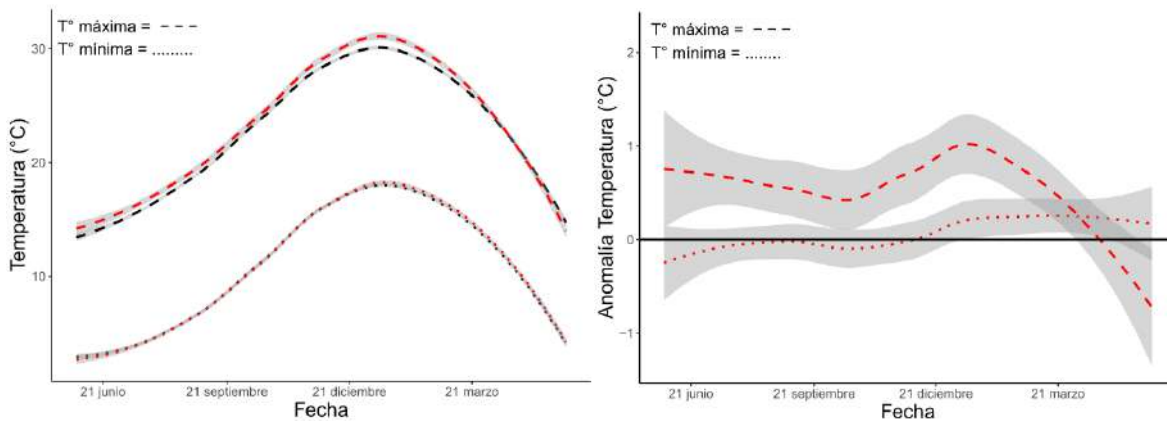 T° máxima = - - -
T° mínima = .........
30
20
10
Temperatura (°C)
21 junio
21 septiembre
21 diciembre
21 marzo
Fecha
T° máxima = - - -
T° mínima = ........
2
1
0
-1
Anomalía Temperatura (°C)
21 junio
21 septiembre
21 diciembre
21 marzo
Fecha